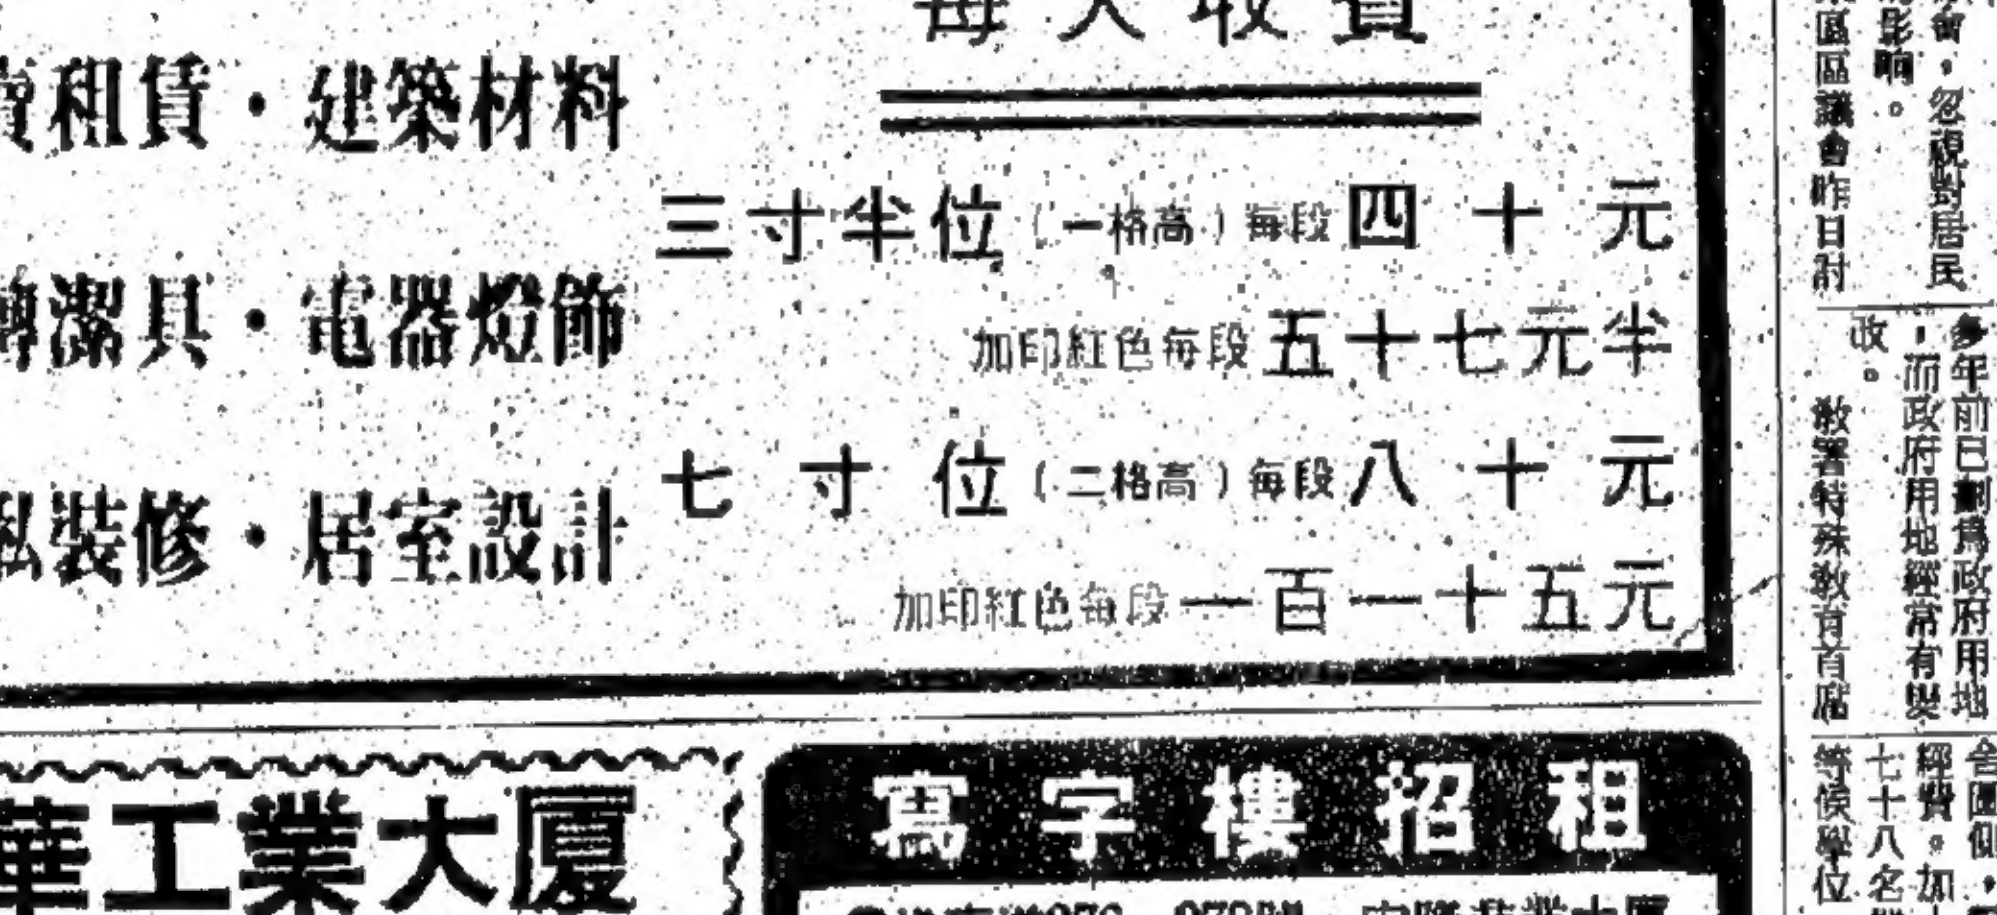 每天收費
租賃・建築材料
潔具・電器燈飾
私裝修・居室設計
三寸半位(一格高)每段四十元
加印紅色每段五十七元半
七寸位(二格高)每段八十元
加印紅色每段一百一十五元
華工業大廈
寫字樓招租
會,忽視對居民
影响。
區區議會昨日討
多年前已劃爲政府用地
,而政府用地經常有變
改。
教署特殊教育首席
經費。加
七十八名
等候學位